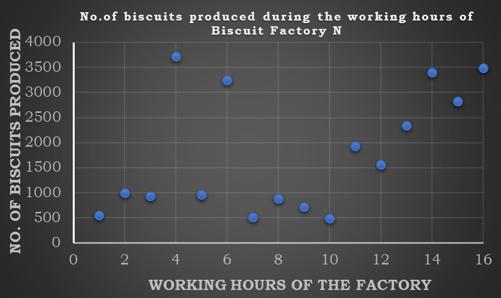 No.of biscuits produced during the working hours of
Biscuit Factory N
NO. OF BISCUITS PRODUCED
4000
3500
3000
2500
2000
1500
1000
500
0
0 2 4 6 8 10 12 14 16
WORKING HOURS OF THE FACTORY